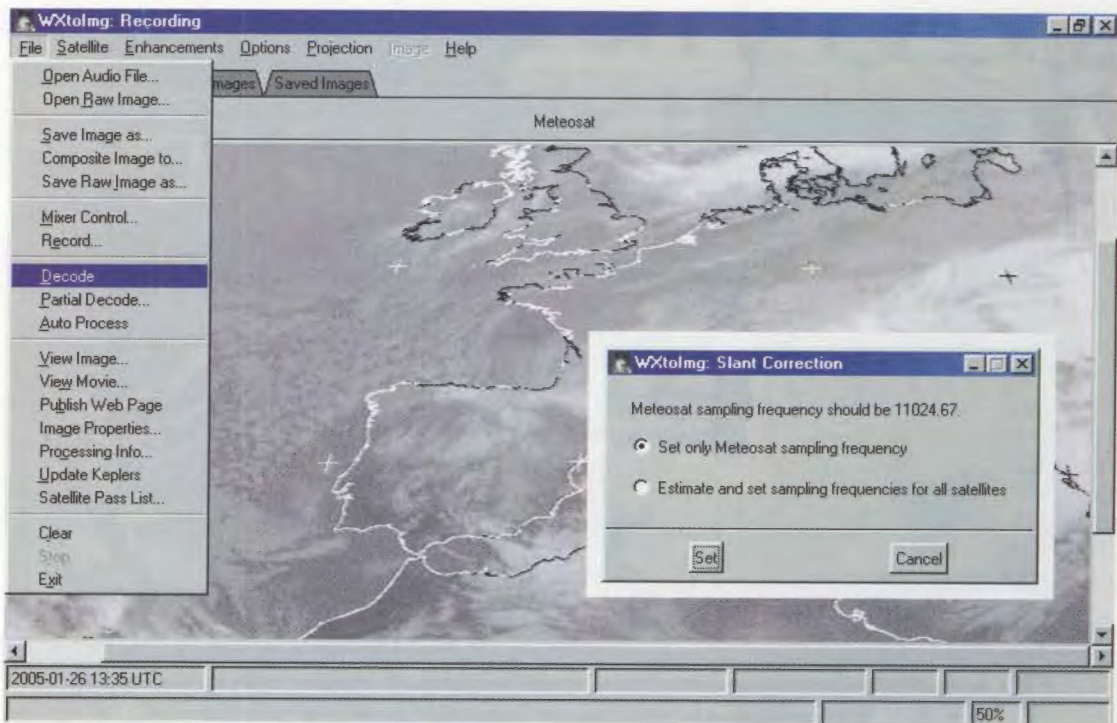 WXtoImg: Recording
File Satellite Enhancements Options Projection Image Help
Open Audio File...
Open Raw Image...
mages Saved Images
Meteosat
Save Image as...
Composite Image to...
Save Raw Image as...
Mixer Control...
Record...
Decode
Partial Decode...
Auto Process
View Image...
View Movie...
Publish Web Page
Image Properties...
Processing Info...
Update Keplers
Satellite Pass List...
Clear
Stop
Exit
WXtoImg: Slant Correction
Meteosat sampling frequency should be 11024.67.
Set only Meteosat sampling frequency
Estimate and set sampling frequencies for all satellites
Set Cancel
2005-01-26 13:35 UTC
50%